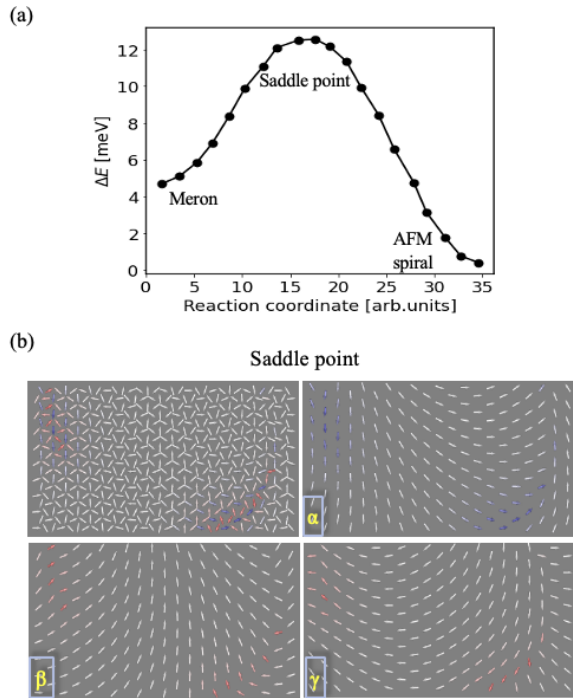 (a)
12
10
8
6
4
2
0
ΔE [meV]
Saddle point
Meron
AFM
spiral
0 5 10 15 20 25 30 35
Reaction coordinate [arb.units]
(b)
Saddle point
α
β
γ